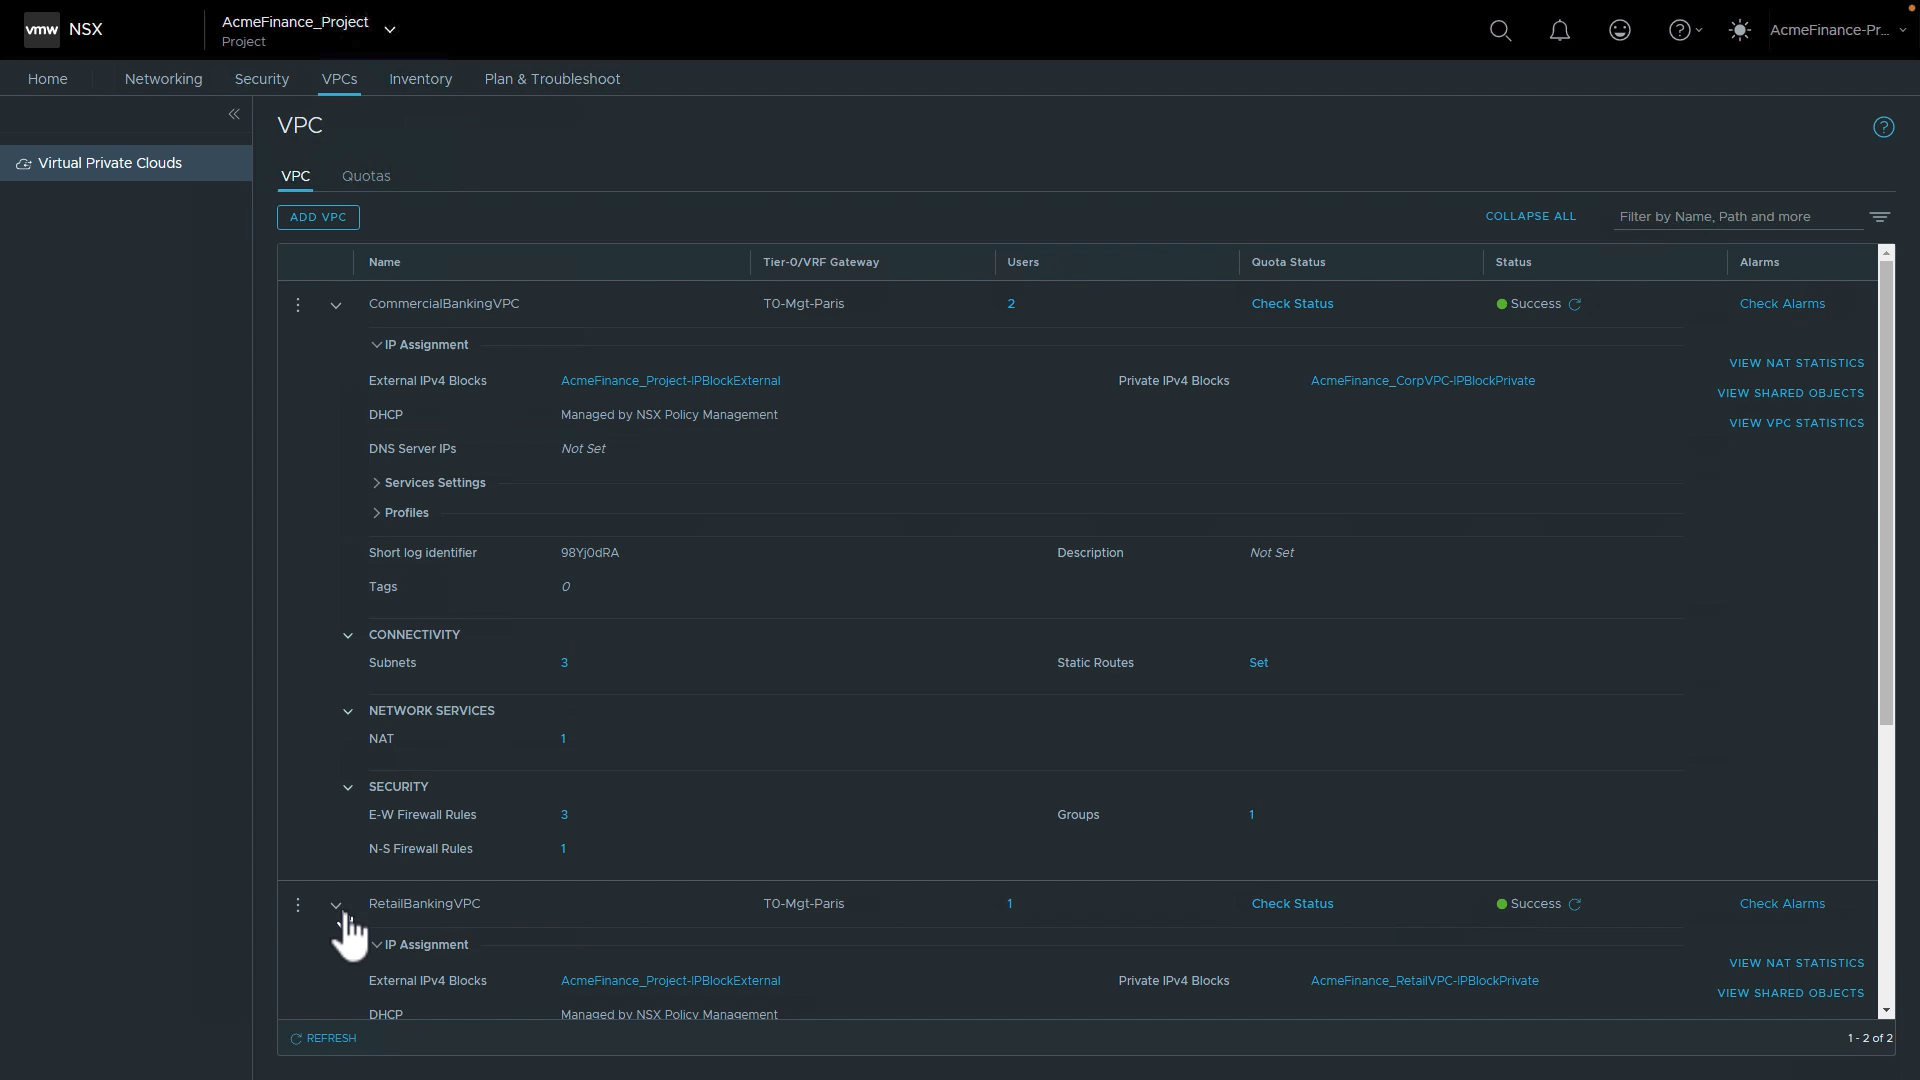 vmw NSX
AcmeFinance_Project
Project
AcmeFinance-Pr...
Home Networking Security VPCs Inventory Plan & Troubleshoot
Virtual Private Clouds
VPC
VPC Quotas
ADD VPC COLLAPSE ALL Filter by Name, Path and more
Name Tier-0/VRF Gateway Users Quota Status Status Alarms
CommercialBankingVPC T0-Mgt-Paris 2 Check Status Success Check Alarms
IP Assignment
VIEW NAT STATISTICS
External IPv4 Blocks AcmeFinance_Project-IPBlockExternal Private IPv4 Blocks AcmeFinance_CorpVPC-IPBlockPrivate
VIEW SHARED OBJECTS
DHCP Managed by NSX Policy Management
VIEW VPC STATISTICS
DNS Server IPs Not Set
Services Settings
Profiles
Short log identifier 98Yj0dRA Description Not Set
Tags 0
CONNECTIVITY
Subnets 3 Static Routes Set
NETWORK SERVICES
NAT 1
SECURITY
E-W Firewall Rules 3 Groups 1
N-S Firewall Rules 1
RetailBankingVPC T0-Mgt-Paris 1 Check Status Success Check Alarms
IP Assignment
VIEW NAT STATISTICS
External IPv4 Blocks AcmeFinance_Project-IPBlockExternal Private IPv4 Blocks AcmeFinance_RetailVPC-IPBlockPrivate
VIEW SHARED OBJECTS
DHCP Managed by NSX Policy Management
REFRESH 1 - 2 of 2